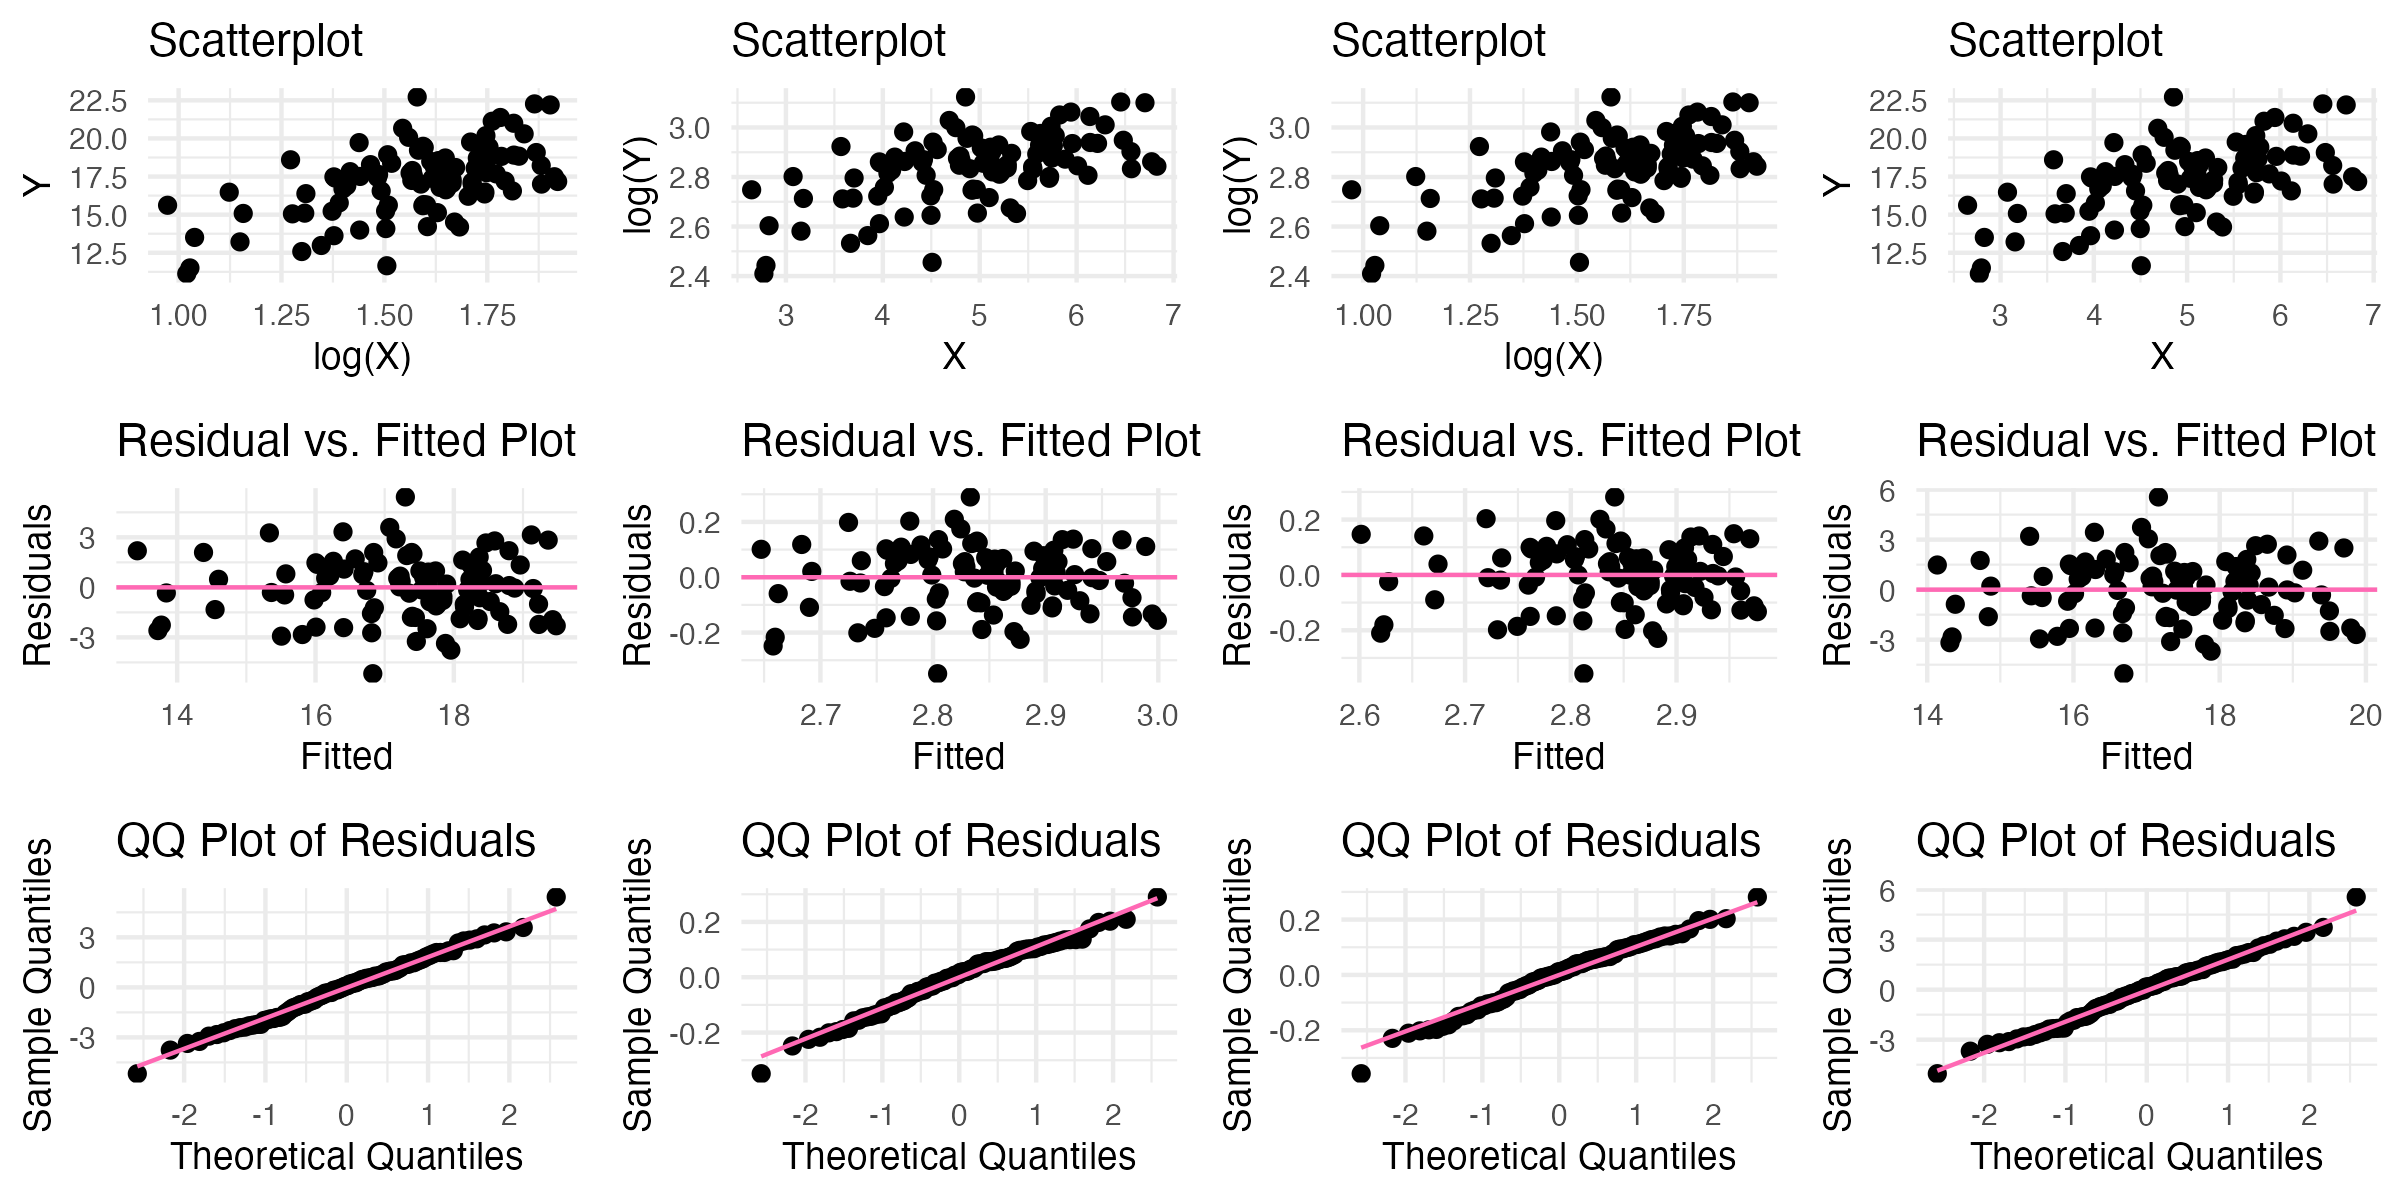 Scatterplot
Y
22.5
20.0
17.5
15.0
12.5
1.00 1.25 1.50 1.75
log(X)
Scatterplot
log(Y)
3.0
2.8
2.6
2.4
3 4 5 6 7
X
Scatterplot
log(Y)
3.0
2.8
2.6
2.4
1.00 1.25 1.50 1.75
log(X)
Scatterplot
Y
22.5
20.0
17.5
15.0
12.5
3 4 5 6 7
X
Residual vs. Fitted Plot
Residuals
3
0
-3
14 16 18
Fitted
Residual vs. Fitted Plot
Residuals
0.2
0.0
-0.2
2.7 2.8 2.9 3.0
Fitted
Residual vs. Fitted Plot
Residuals
0.2
0.0
-0.2
2.6 2.7 2.8 2.9
Fitted
Residual vs. Fitted Plot
Residuals
6
3
0
-3
14 16 18 20
Fitted
QQ Plot of Residuals
Sample Quantiles
3
0
-3
-2 -1 0 1 2
Theoretical Quantiles
QQ Plot of Residuals
Sample Quantiles
0.2
0.0
-0.2
-2 -1 0 1 2
Theoretical Quantiles
QQ Plot of Residuals
Sample Quantiles
0.2
0.0
-0.2
-2 -1 0 1 2
Theoretical Quantiles
QQ Plot of Residuals
Sample Quantiles
6
3
0
-3
-2 -1 0 1 2
Theoretical Quantiles